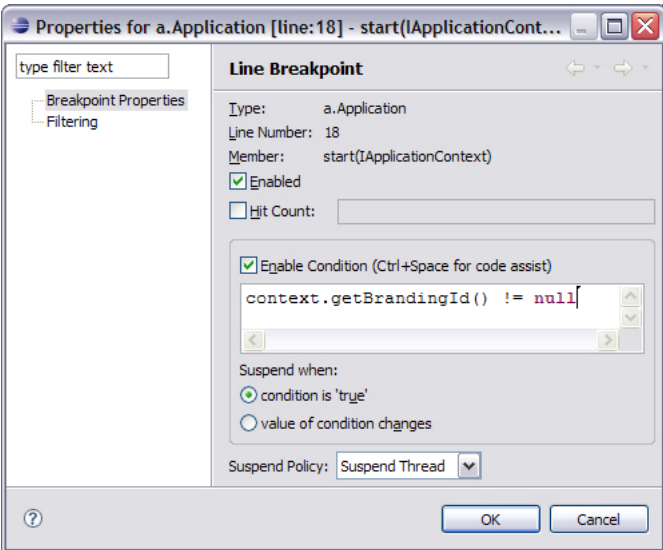 Properties for a.Application [line:18] - start(IApplicationCont...
type filter text
Breakpoint Properties
Filtering
Line Breakpoint
Type: a.Application
Line Number: 18
Member: start(IApplicationContext)
Enabled
Hit Count:
Enable Condition (Ctrl+Space for code assist)
context.getBrandingId() != null
Suspend when:
condition is 'true'
value of condition changes
Suspend Policy: Suspend Thread
? OK Cancel